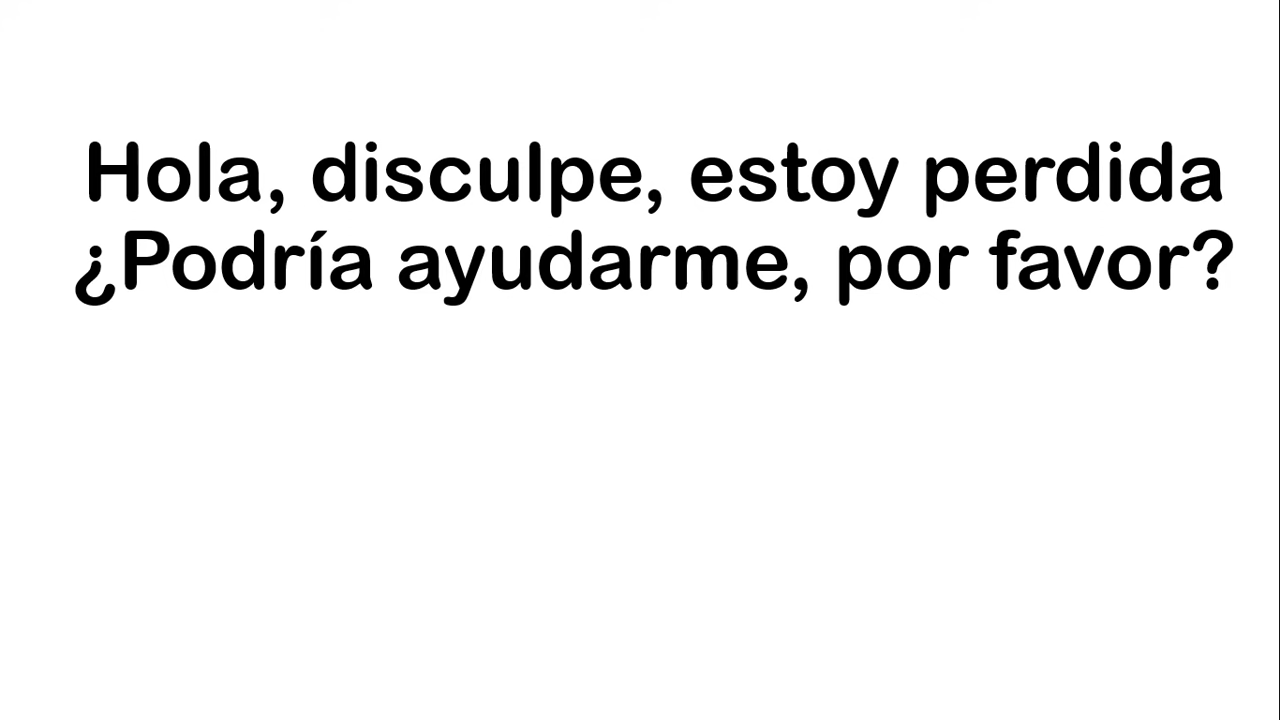 Hola, disculpe, estoy perdida
¿Podría ayudarme, por favor?